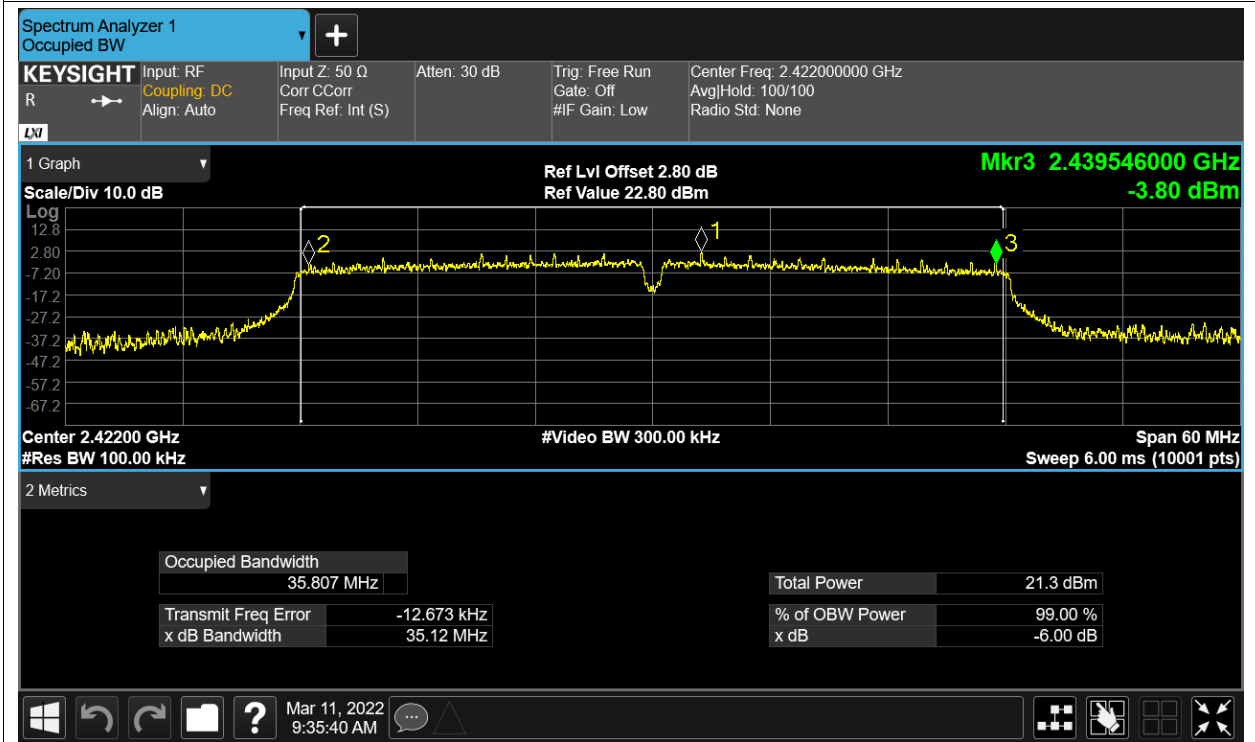 Spectrum Analyzer 1
Occupied BW
KEYSIGHT
R
LXI
Input: RF
Coupling: DC
Align: Auto
Input Z: 50 Ω
Corr CCorr
Freq Ref: Int (S)
Atten: 30 dB
Trig: Free Run
Gate: Off
#IF Gain: Low
Center Freq: 2.422000000 GHz
Avg|Hold: 100/100
Radio Std: None
1 Graph
Scale/Div 10.0 dB
Ref Lvl Offset 2.80 dB
Ref Value 22.80 dBm
Mkr3 2.439546000 GHz
-3.80 dBm
Log
12.8
2.80
-7.20
-17.2
-27.2
-37.2
-47.2
-57.2
-67.2
2
1
3
Center 2.42200 GHz
#Video BW 300.00 kHz
Span 60 MHz
#Res BW 100.00 kHz
Sweep 6.00 ms (10001 pts)
2 Metrics
Occupied Bandwidth
35.807 MHz
Transmit Freq Error -12.673 kHz
x dB Bandwidth 35.12 MHz
Total Power 21.3 dBm
% of OBW Power 99.00 %
x dB -6.00 dB
?
Mar 11, 2022
9:35:40 AM